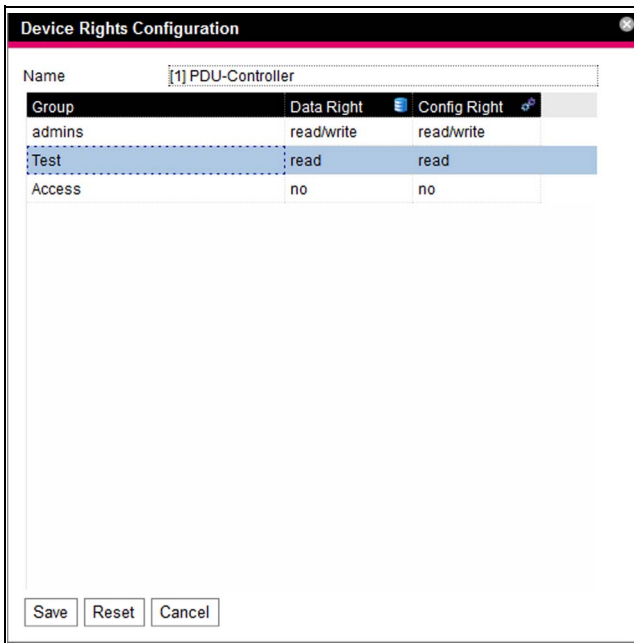 Device Rights Configuration
Name [1] PDU-Controller
Group Data Right Config Right
admins read/write read/write
Test read read
Access no no
Save Reset Cancel